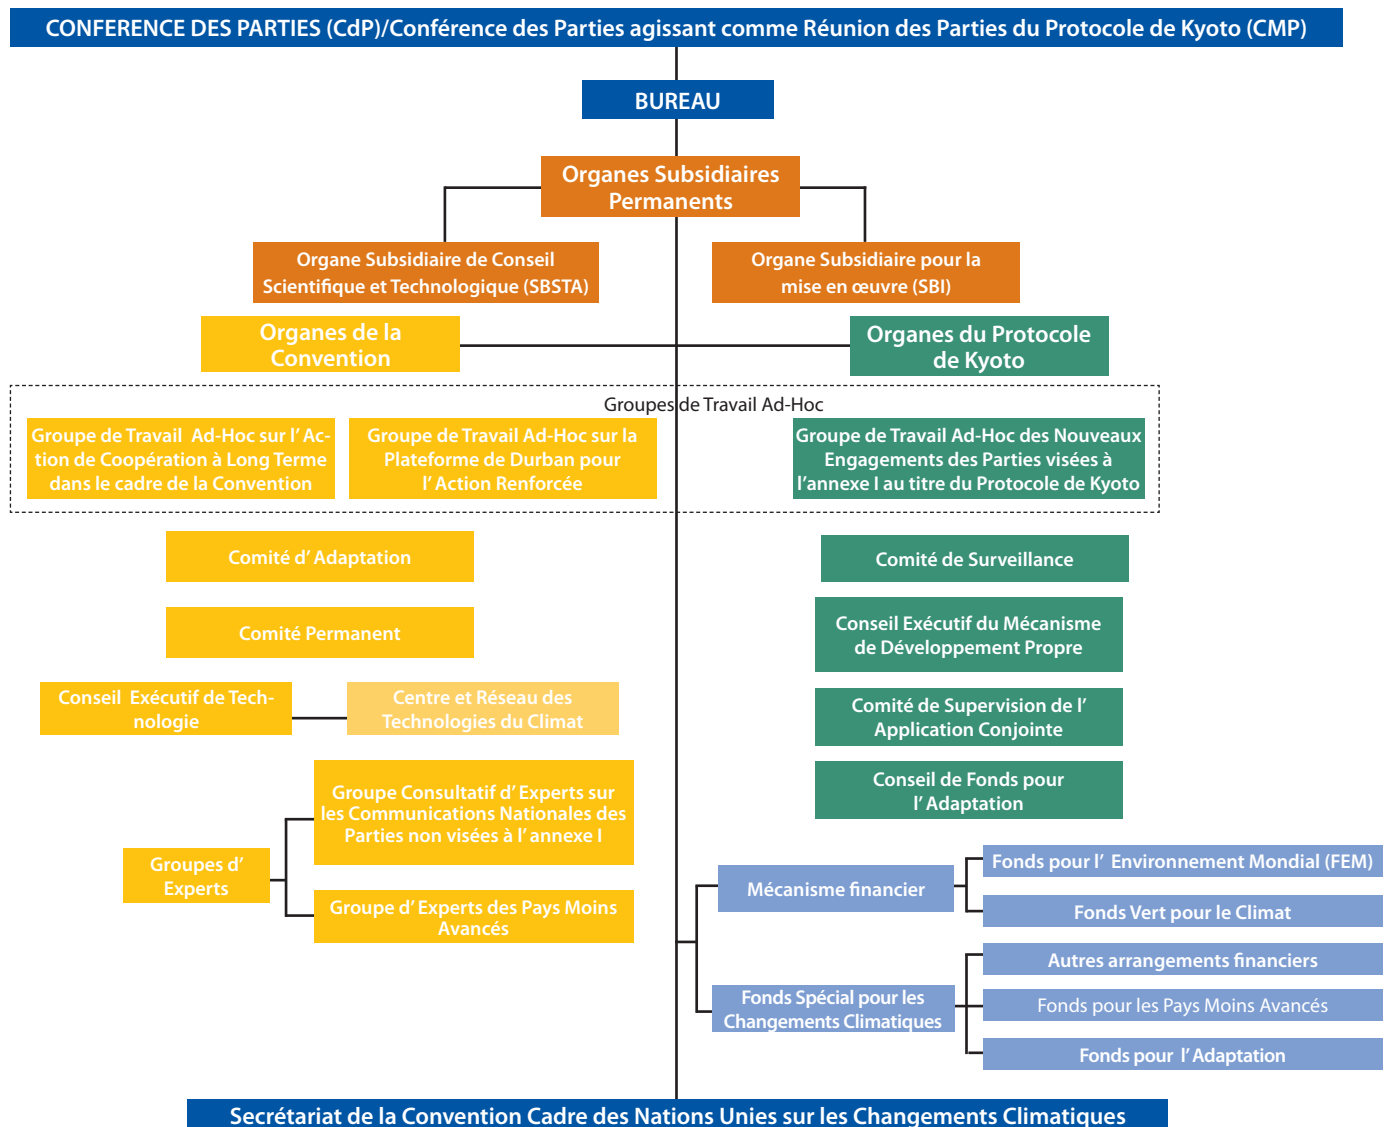 CONFERENCE DES PARTIES (CdP)/Conférence des Parties agissant comme Réunion des Parties du Protocole de Kyoto (CMP)
BUREAU
Organes Subsidiaires
Permanents
Organe Subsidiaire de Conseil
Scientifique et Technologique (SBSTA)
Organe Subsidiaire pour la
mise en œuvre (SBI)
Organes de la
Convention
Organes du Protocole
de Kyoto
Groupes de Travail Ad-Hoc
Groupe de Travail Ad-Hoc sur l' Ac-
tion de Coopération à Long Terme
dans le cadre de la Convention
Groupe de Travail Ad-Hoc sur la
Plateforme de Durban pour
l' Action Renforcée
Groupe de Travail Ad-Hoc des Nouveaux
Engagements des Parties visées à
l'annexe I au titre du Protocole de Kyoto
Comité d' Adaptation
Comité Permanent
Conseil Exécutif de Tech-
nologie
Centre et Réseau des
Technologies du Climat
Groupes d'
Experts
Groupe Consultatif d' Experts sur
les Communications Nationales des
Parties non visées à l' annexe I
Groupe d' Experts des Pays Moins
Avancés
Comité de Surveillance
Conseil Exécutif du Mécanisme
de Développement Propre
Comité de Supervision de l'
Application Conjointe
Conseil de Fonds pour
l' Adaptation
Mécanisme financier
Fonds pour l' Environnement Mondial (FEM)
Fonds Vert pour le Climat
Fonds Spécial pour les
Changements Climatiques
Autres arrangements financiers
Fonds pour les Pays Moins Avancés
Fonds pour l' Adaptation
Secrétariat de la Convention Cadre des Nations Unies sur les Changements Climatiques